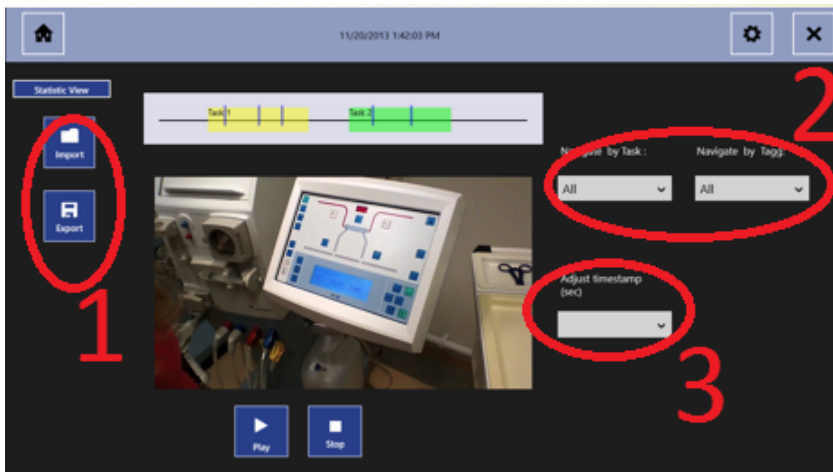 11/20/2013 1:42:03 PM
Statistic View
Import
Export
1
Task 1
Task 2
Navigate by Task :
Navigate by Tagg:
All
All
2
Adjust timestamp
(sec)
3
Play
Stop